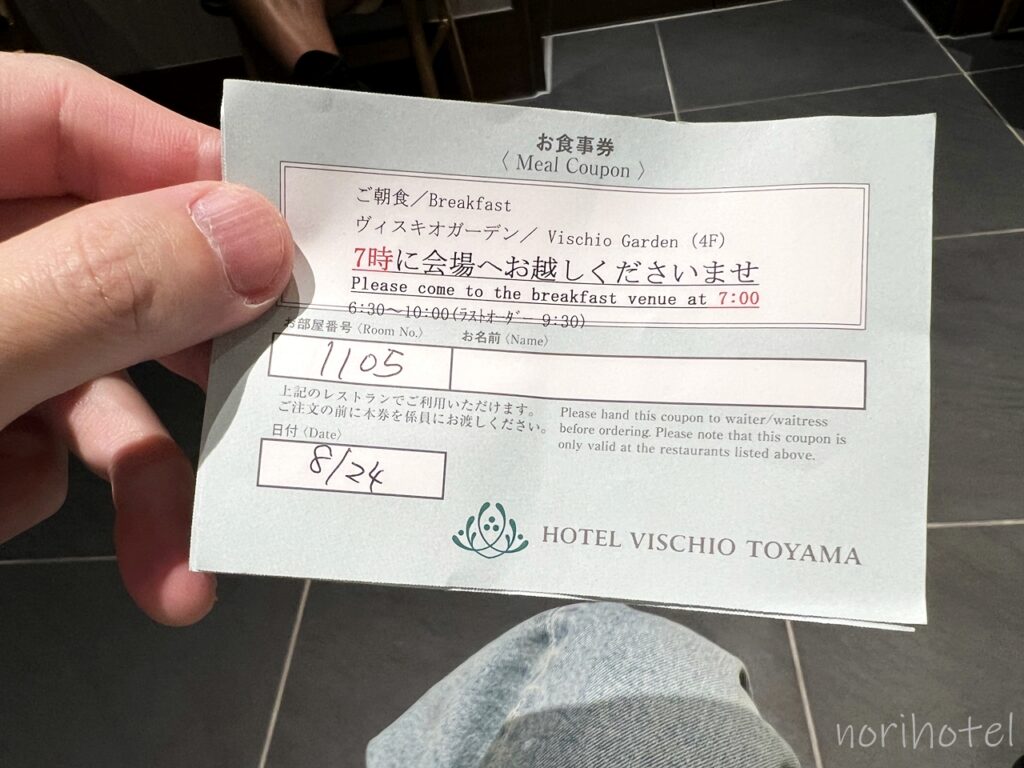 お食事券
〈 Meal Coupon 〉
ご朝食／Breakfast
ヴィスキオガーデン／ Vischio Garden (4F)
7時に会場へお越しくださいませ
Please come to the breakfast venue at 7:00
6:30～10:00(ﾗｽﾄｵｰﾀﾞｰ 9:30)
お部屋番号〈Room No.〉 お名前〈Name〉
1105
上記のレストランでご利用いただけます。
ご注文の前に本券を係員にお渡しください。
Please hand this coupon to waiter/waitress
before ordering. Please note that this coupon is
only valid at the restaurants listed above.
日付〈Date〉
8/24
HOTEL VISCHIO TOYAMA
norihotel